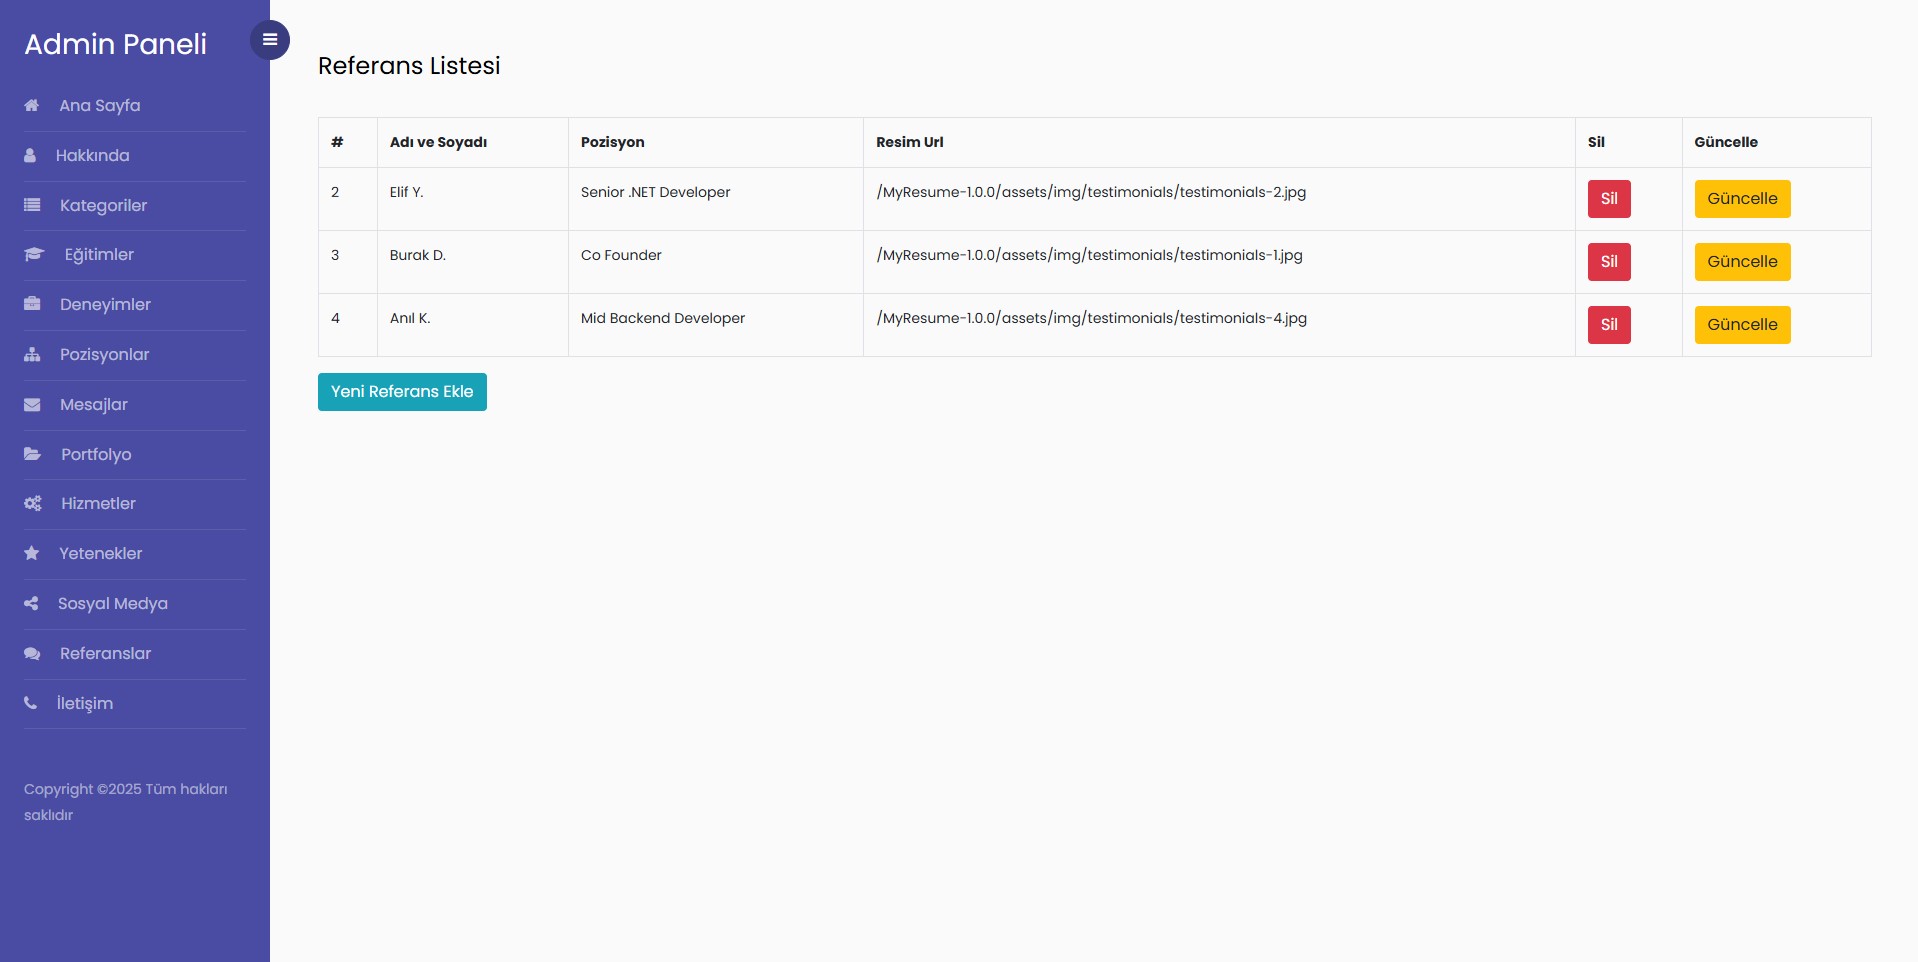 Admin Paneli
Ana Sayfa
Hakkında
Kategoriler
Eğitimler
Deneyimler
Pozisyonlar
Mesajlar
Portfolyo
Hizmetler
Yetenekler
Sosyal Medya
Referanslar
İletişim
Copyright ©2025 Tüm hakları
saklıdır
Referans Listesi
# Adı ve Soyadı Pozisyon Resim Url Sil Güncelle
2 Elif Y. Senior .NET Developer /MyResume-1.0.0/assets/img/testimonials/testimonials-2.jpg Sil Güncelle
3 Burak D. Co Founder /MyResume-1.0.0/assets/img/testimonials/testimonials-1.jpg Sil Güncelle
4 Anıl K. Mid Backend Developer /MyResume-1.0.0/assets/img/testimonials/testimonials-4.jpg Sil Güncelle
Yeni Referans Ekle